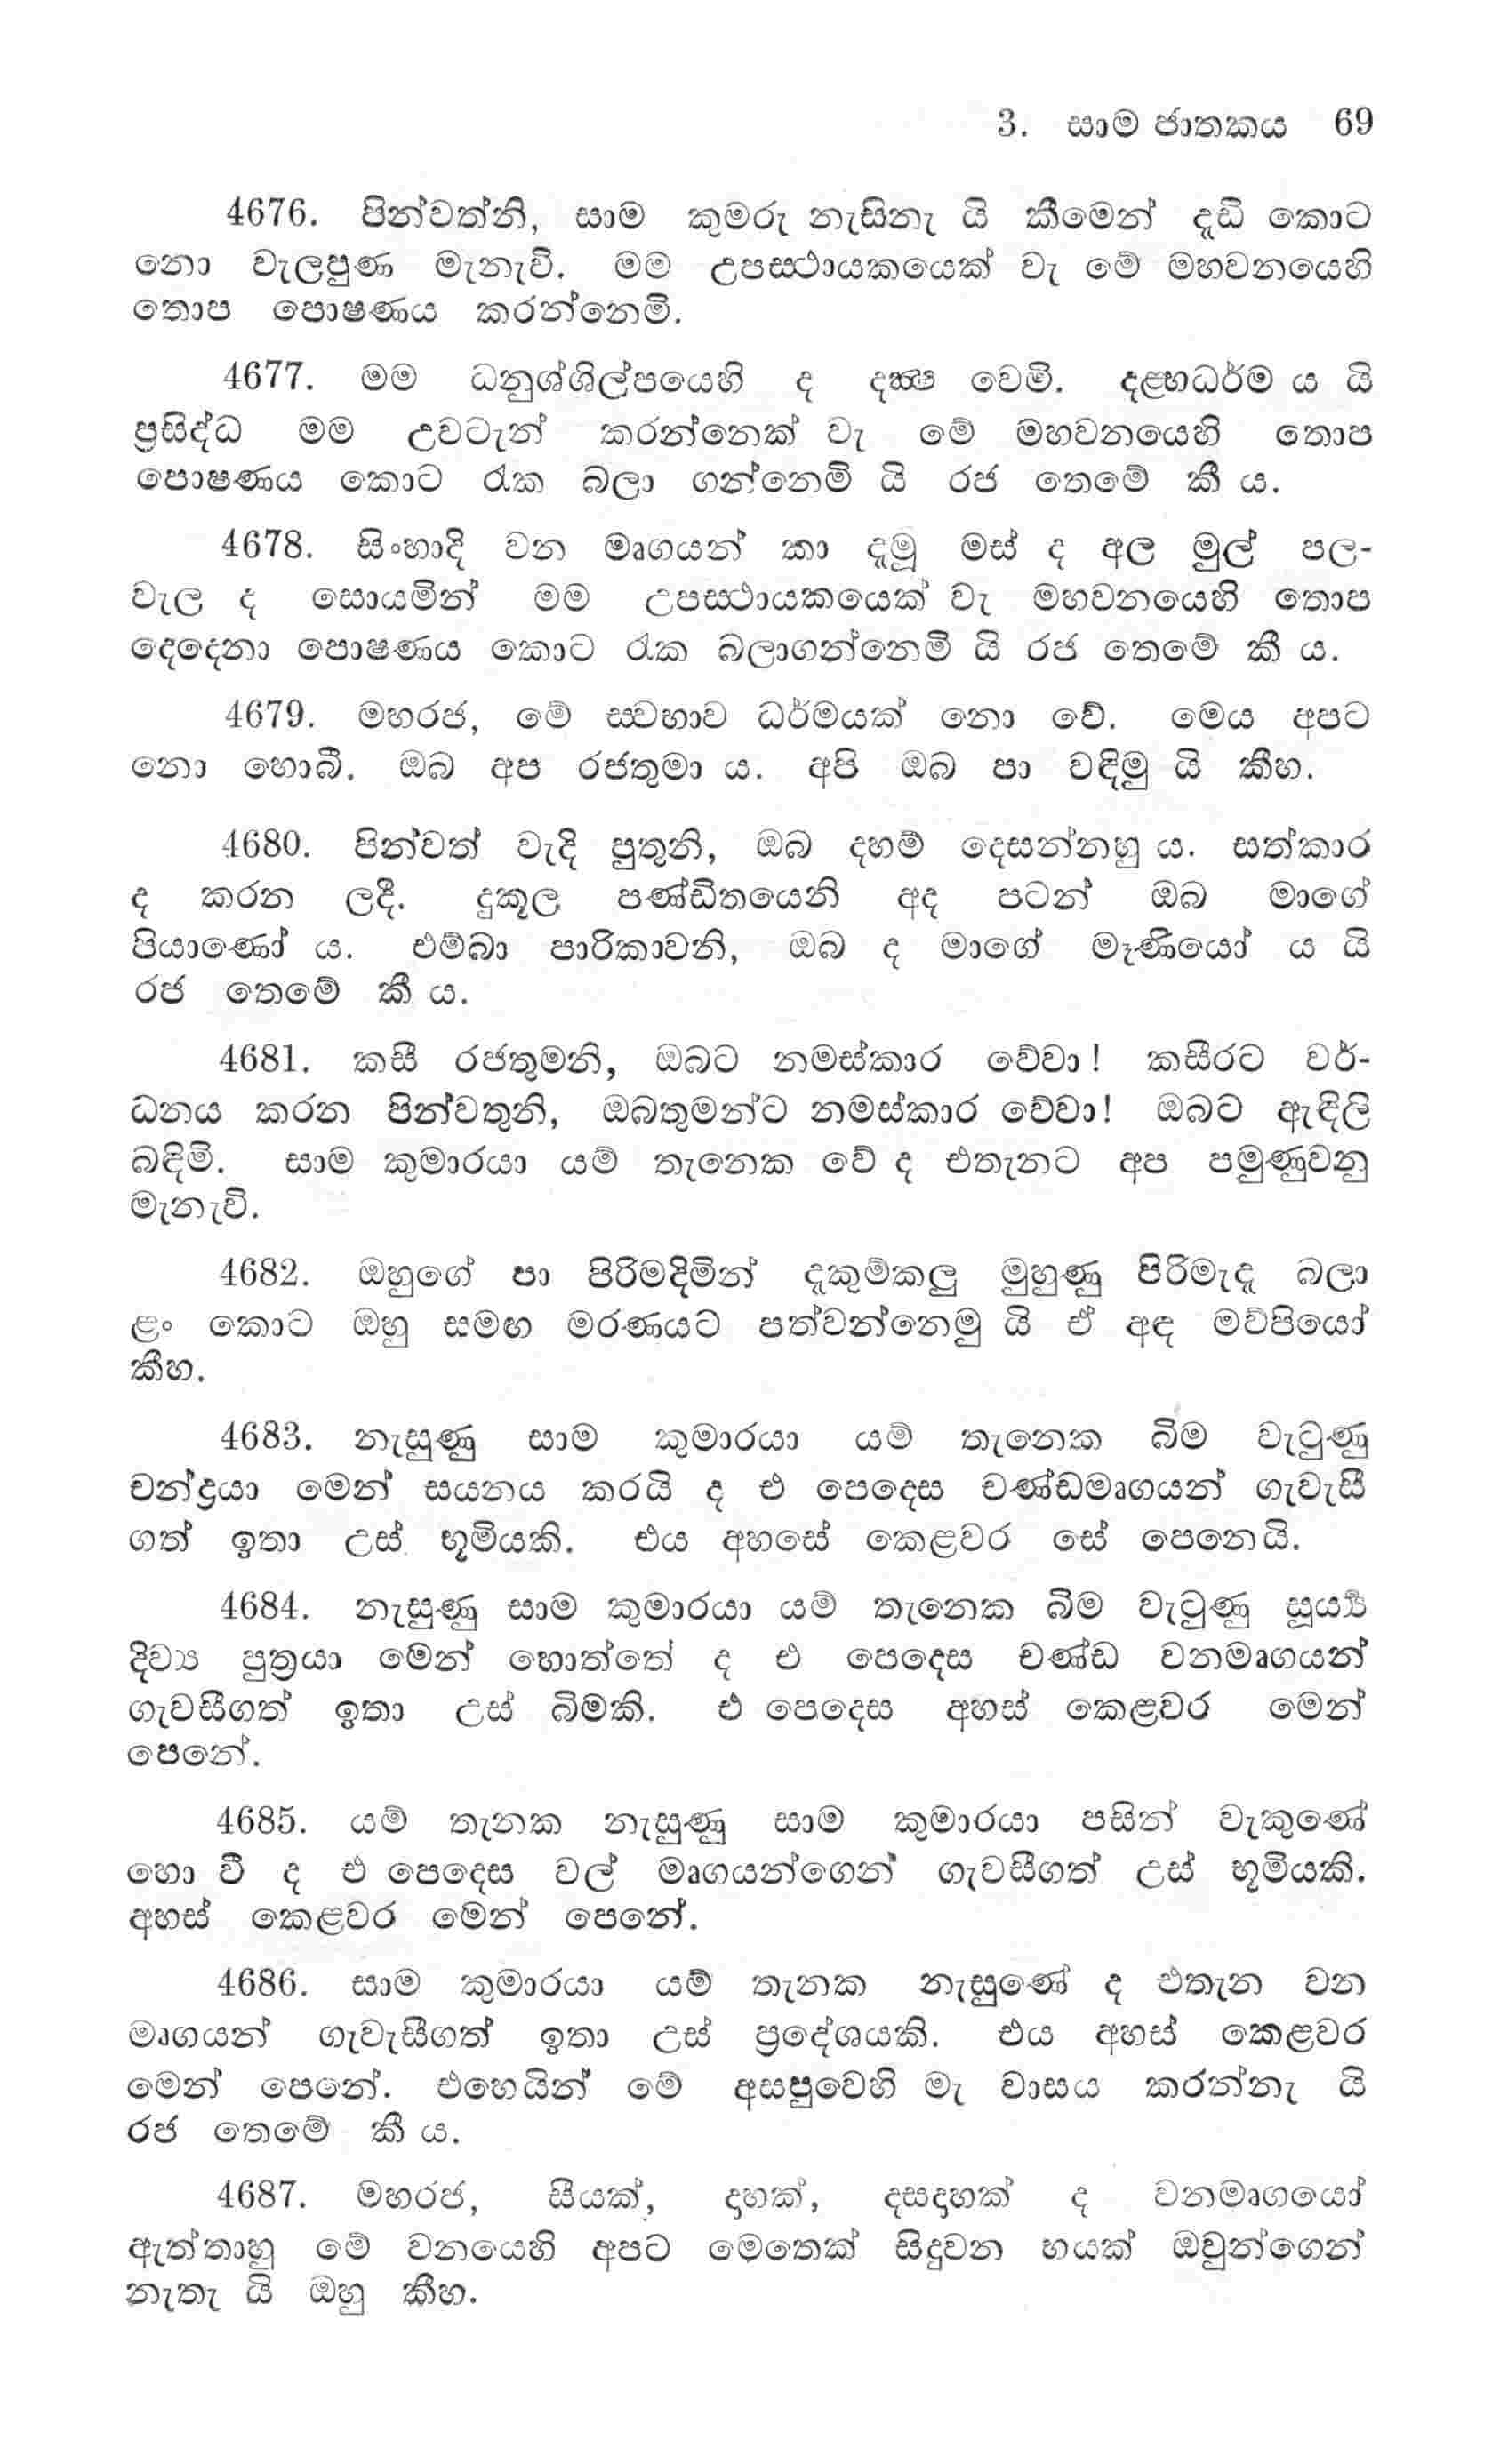 3. සාම ජාතකය 69
4676. පින්වත්නි, සාම කුමරු නැසිනැ යි කීමෙන් දැඩි කොට
නො වැලපුණ මැනැවි. මම උපස්ථායකයෙක් වැ මේ මහවනයෙහි
තොප පොෂණය කරන්නෙමි.
4677. මම ධනුශ්ශිල්පයෙහි ද දක්‍ෂ වෙමි. දළහධර්ම ය යි
ප්‍රසිද්ධ මම උවටැන් කරන්නෙක් වැ මේ මහවනයෙහි තොප
පොෂණය කොට රැක බලා ගන්නෙමි යි රජ තෙමේ කී ය.
4678. සිංහාදි වන මෘගයන් කා දැමූ මස් ද අල මුල් පල-
වැල ද සොයමින් මම උපස්ථායකයෙක් වැ මහවනයෙහි තොප
දෙදෙනා පොෂණය කොට රැක බලාගන්නෙමි යි රජ තෙමේ කී ය.
4679. මහරජ, මේ ස්වභාව ධර්මයක් නො වේ. මෙය අපට
නො හොබී. ඔබ අප රජතුමා ය. අපි ඔබ පා වඳිමු යි කීහ.
4680. පින්වත් වැදි පුතුනි, ඔබ දහම් දෙසන්නහු ය. සත්කාර
ද කරන ලදී. දුකූල පණ්ඩිතයෙනි අද පටන් ඔබ මාගේ
පියාණෝ ය. එම්බා පාරිකාවනි, ඔබ ද මාගේ මෑණියෝ ය යි
රජ තෙමේ කී ය.
4681. කසී රජතුමනි, ඔබට නමස්කාර වේවා! කසීරට වර්-
ධනය කරන පින්වතුනි, ඔබතුමන්ට නමස්කාර වේවා! ඔබට ඇඳිලි
බඳිමි. සාම කුමාරයා යම් තැනෙක වේ ද එතැනට අප පමුණුවනු
මැනැවි.
4682. ඔහුගේ පා පිරිමදිමින් දැකුම්කලු මුහුණු පිරිමැද බලා
ළං කොට ඔහු සමඟ මරණයට පත්වන්නෙමු යි ඒ අඳ මව්පියෝ
කීහ.
4683. නැසුණු සාම කුමාරයා යම් තැනෙක බිම වැටුණු
චන්ද්‍රයා මෙන් සයනය කරයි ද එ පෙදෙස චණ්ඩමෘගයන් ගැවැසී
ගත් ඉතා උස් භූමියකි. එය අහසේ කෙළවර සේ පෙනෙයි.
4684. නැසුණු සාම කුමාරයා යම් තැනෙක බිම වැටුණු සූර්‍ය්‍ය
දිව්‍ය පුත්‍රයා මෙන් හොත්තේ ද එ පෙදෙස චණ්ඩ වනමෘගයන්
ගැවසීගත් ඉතා උස් බිමකි. එ පෙදෙස අහස් කෙළවර මෙන්
පෙනේ.
4685. යම් තැනක නැසුණු සාම කුමාරයා පසින් වැකුණේ
හො වී ද එ පෙදෙස වල් මෘගයන්ගෙන් ගැවසීගත් උස් භූමියකි.
අහස් කෙළවර මෙන් පෙනේ.
4686. සාම කුමාරයා යම් තැනක නැසුණේ ද එතැන වන
මෘගයන් ගැවැසීගත් ඉතා උස් ප්‍රදේශයකි. එය අහස් කෙළවර
මෙන් පෙනේ. එහෙයින් මේ අසපුවෙහි මැ වාසය කරන්නැ යි
රජ තෙමේ කී ය.
4687. මහරජ, සීයක්, දාහක්, දසදාහක් ද වනමෘගයෝ
ඇත්තාහු මේ වනයෙහි අපට මෙතෙක් සිදුවන භයක් ඔවුන්ගෙන්
නැතැ යි ඔහු කීහ.